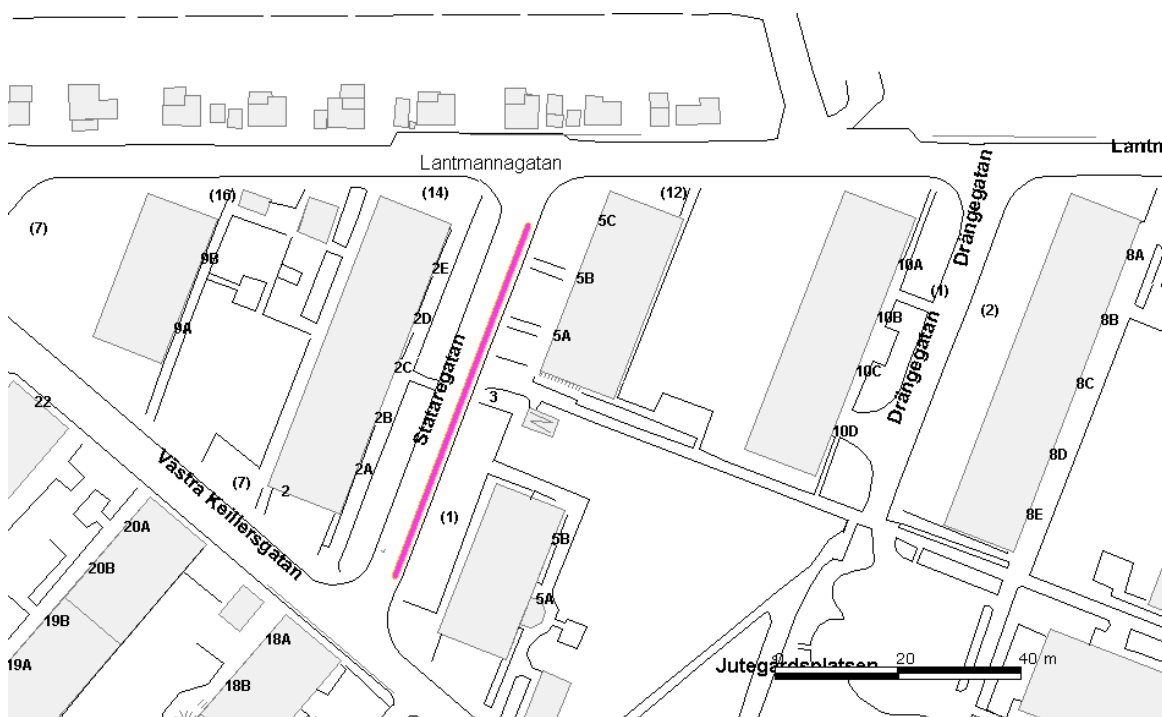 Lantmannagatan
Lantm
Drängegatan
(16)
(14)
(12)
(7)
5C
9B
2E
5B
10A
8A
(1)
(2)
9A
2D
5A
10B
8B
Stataregatan
Drängegatan
2C
10C
8C
22
3
2B
10D
2A
8D
Västra Keillersgatan
(7)
2
(1)
8E
20A
5B
20B
5A
19B
18A
19A
18B
Jutegårdsplatsen
0 20 40 m